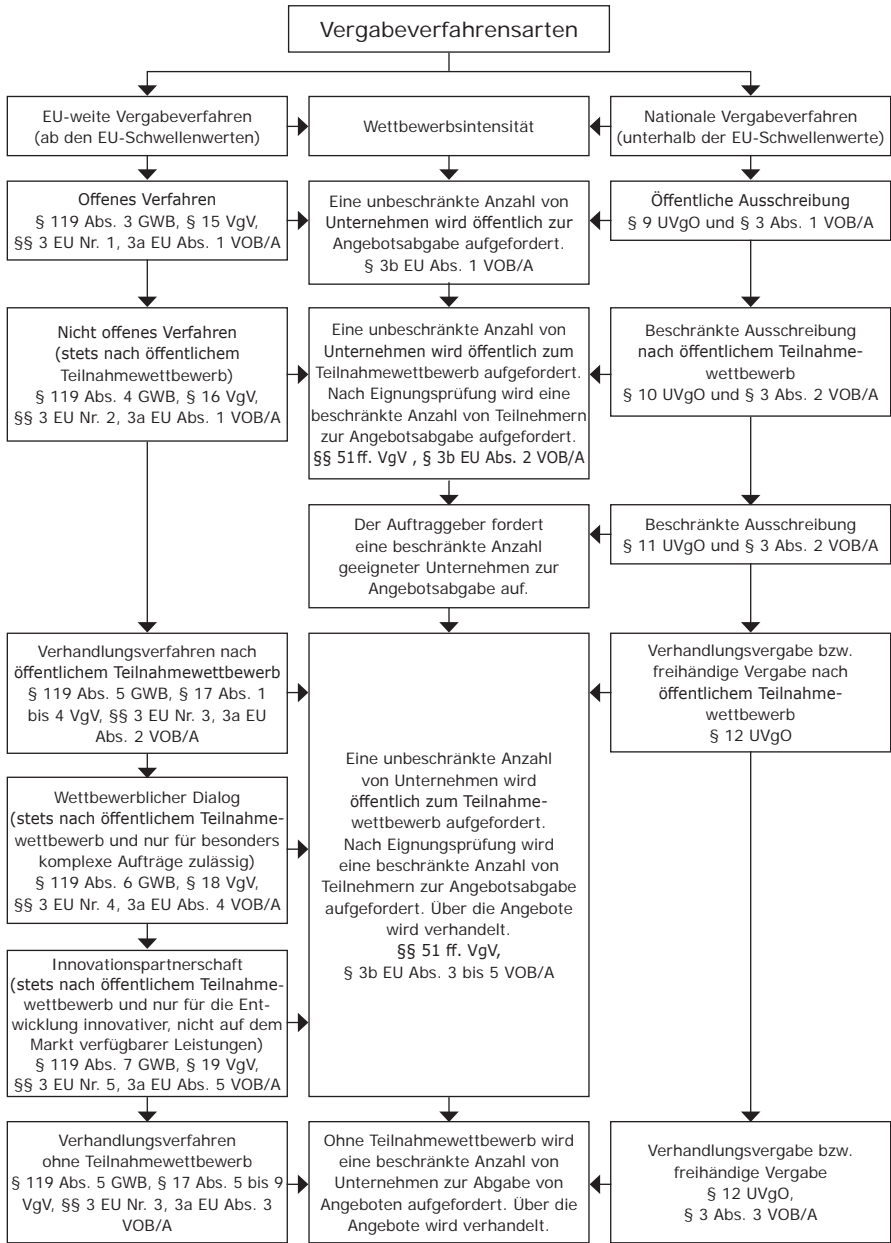 Vergabeverfahrensarten
EU-weite Vergabeverfahren
(ab den EU-Schwellenwerten)
Wettbewerbsintensität
Nationale Vergabeverfahren
(unterhalb der EU-Schwellenwerte)
Offenes Verfahren
§ 119 Abs. 3 GWB, § 15 VgV,
§§ 3 EU Nr. 1, 3a EU Abs. 1 VOB/A
Eine unbeschränkte Anzahl von
Unternehmen wird öffentlich zur
Angebotsabgabe aufgefordert.
§ 3b EU Abs. 1 VOB/A
Öffentliche Ausschreibung
§ 9 UVgO und § 3 Abs. 1 VOB/A
Nicht offenes Verfahren
(stets nach öffentlichem
Teilnahmewettbewerb)
§ 119 Abs. 4 GWB, § 16 VgV,
§§ 3 EU Nr. 2, 3a EU Abs. 1 VOB/A
Eine unbeschränkte Anzahl von
Unternehmen wird öffentlich zum
Teilnahmewettbewerb aufgefordert.
Nach Eignungsprüfung wird eine
beschränkte Anzahl von Teilnehmern
zur Angebotsabgabe aufgefordert.
§§ 51ff. VgV , § 3b EU Abs. 2 VOB/A
Beschränkte Ausschreibung
nach öffentlichem Teilnahme-
wettbewerb
§ 10 UVgO und § 3 Abs. 2 VOB/A
Der Auftraggeber fordert
eine beschränkte Anzahl
geeigneter Unternehmen zur
Angebotsabgabe auf.
Beschränkte Ausschreibung
§ 11 UVgO und § 3 Abs. 2 VOB/A
Verhandlungsverfahren nach
öffentlichem Teilnahmewettbewerb
§ 119 Abs. 5 GWB, § 17 Abs. 1
bis 4 VgV, §§ 3 EU Nr. 3, 3a EU
Abs. 2 VOB/A
Verhandlungsvergabe bzw.
freihändige Vergabe nach
öffentlichem Teilnahme-
wettbewerb
§ 12 UVgO
Wettbewerblicher Dialog
(stets nach öffentlichem Teilnahme-
wettbewerb und nur für besonders
komplexe Aufträge zulässig)
§ 119 Abs. 6 GWB, § 18 VgV,
§§ 3 EU Nr. 4, 3a EU Abs. 4 VOB/A
Eine unbeschränkte Anzahl
von Unternehmen wird
öffentlich zum Teilnahme-
wettbewerb aufgefordert.
Nach Eignungsprüfung wird
eine beschränkte Anzahl von
Teilnehmern zur Angebotsabgabe
aufgefordert. Über die Angebote
wird verhandelt.
§§ 51 ff. VgV,
§ 3b EU Abs. 3 bis 5 VOB/A
Innovationspartnerschaft
(stets nach öffentlichem Teilnahme-
wettbewerb und nur für die Ent-
wicklung innovativer, nicht auf dem
Markt verfügbarer Leistungen)
§ 119 Abs. 7 GWB, § 19 VgV,
§§ 3 EU Nr. 5, 3a EU Abs. 5 VOB/A
Verhandlungsverfahren
ohne Teilnahmewettbewerb
§ 119 Abs. 5 GWB, § 17 Abs. 5 bis 9
VgV, §§ 3 EU Nr. 3, 3a EU Abs. 3
VOB/A
Ohne Teilnahmewettbewerb wird
eine beschränkte Anzahl von
Unternehmen zur Abgabe von
Angeboten aufgefordert. Über die
Angebote wird verhandelt.
Verhandlungsvergabe bzw.
freihändige Vergabe
§ 12 UVgO,
§ 3 Abs. 3 VOB/A